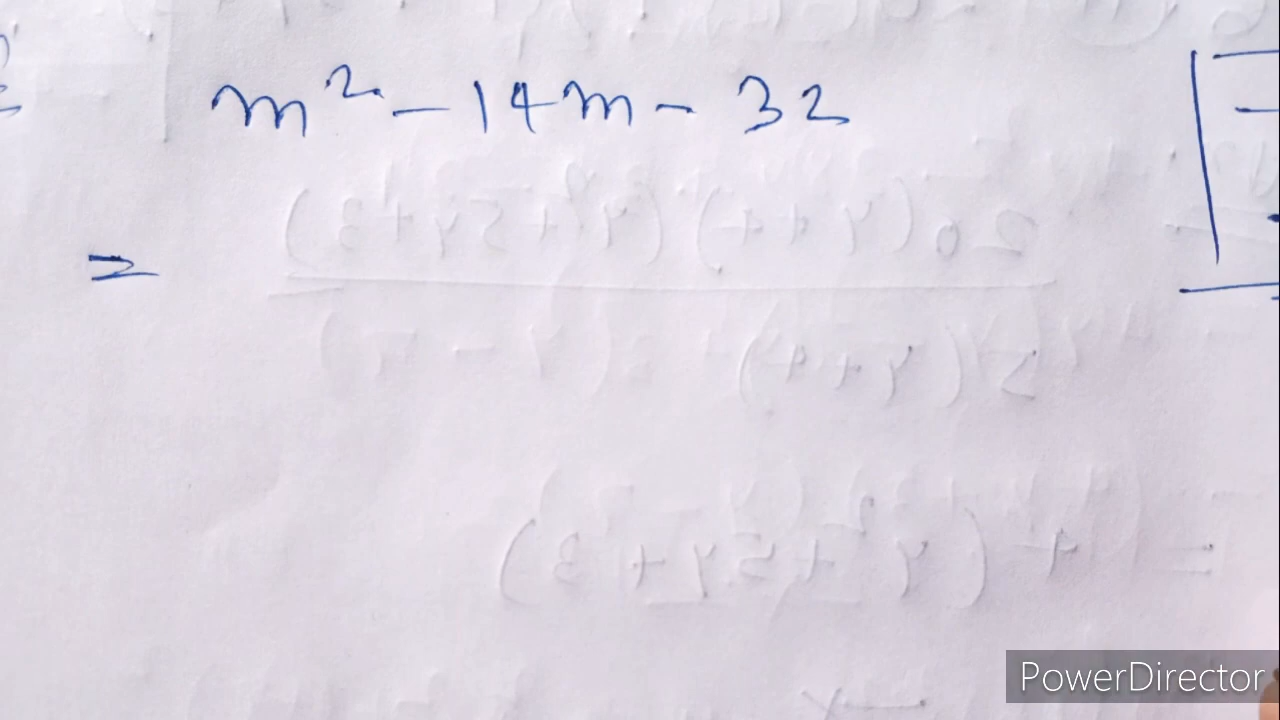 m² - 14m - 32
=
PowerDirector